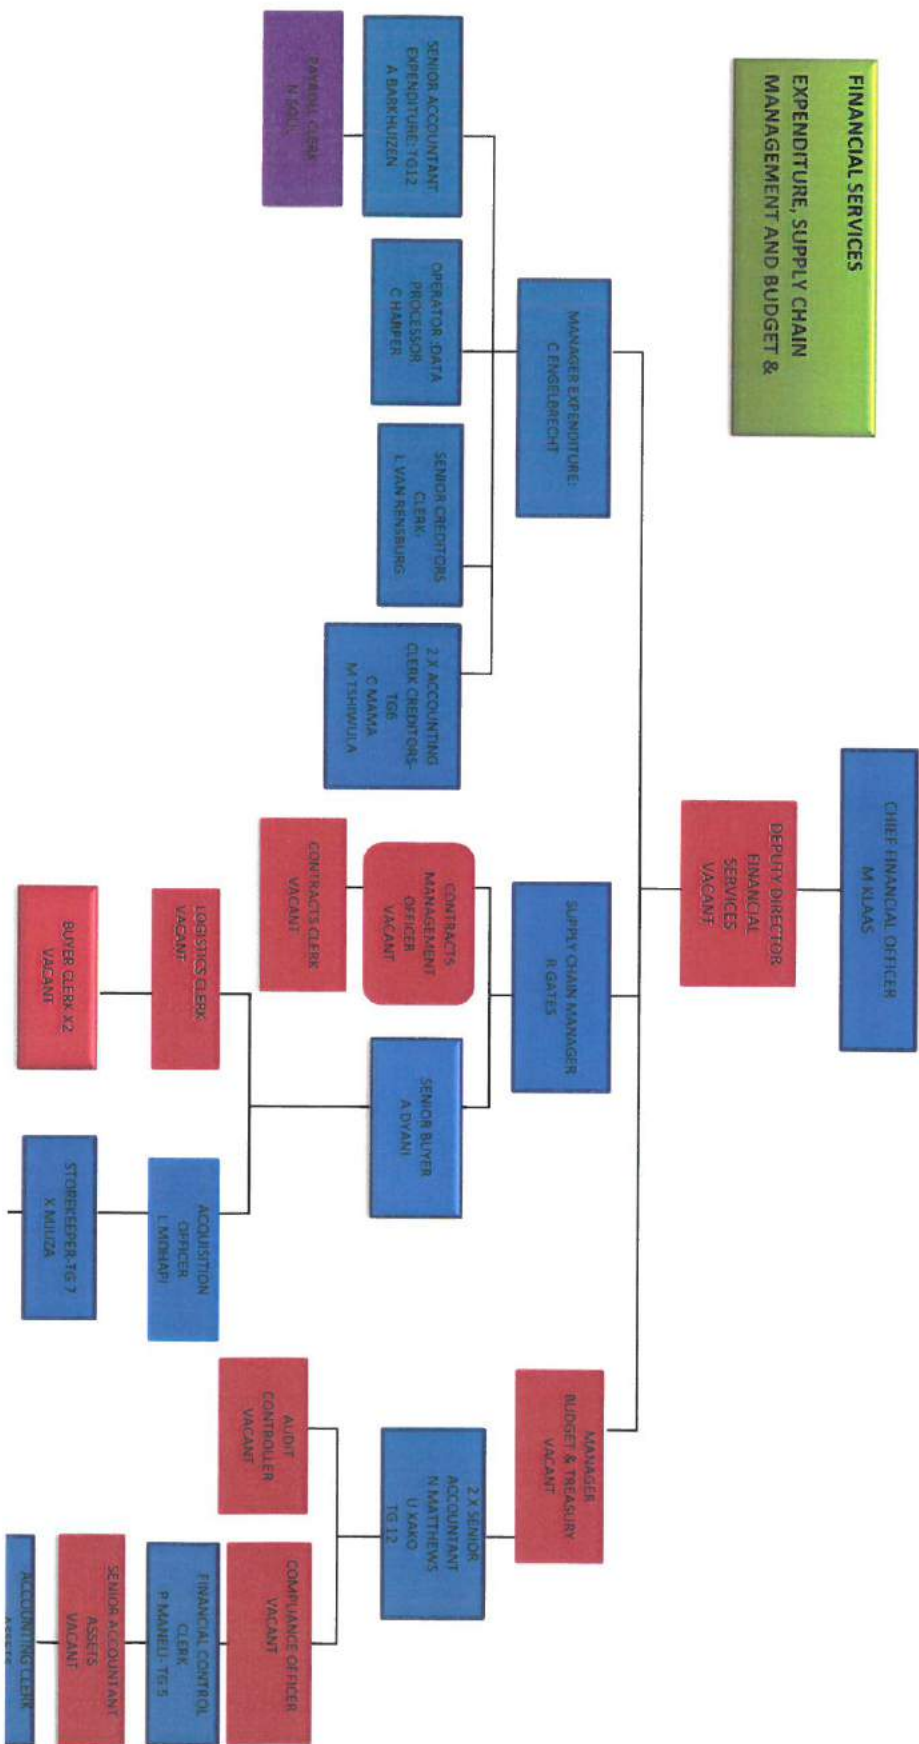 FINANCIAL SERVICES
EXPENDITURE, SUPPLY CHAIN
MANAGEMENT AND BUDGET &
CHIEF FINANCIAL OFFICER
M KLAAS
DEPUTY DIRECTOR
FINANCIAL
SERVICES
VACANT
MANAGER EXPENDITURE:
C ENGELBRECHT
SUPPLY CHAIN MANAGER
R GATES
MANAGER
BUDGET & TREASURY
VACANT
SENIOR ACCOUNTANT
EXPENDITURE: TG12
A BARKHUIZEN
OPERATOR :DATA
PROCESSOR
C HARPER
SENIOR CREDITORS
CLERK-
L VAN RENSBURG
2 X ACCOUNTING
CLERK CREDITORS-
TG6
C MAMA
M TSHIWULA
CONTRACTS
MANAGEMENT
OFFICER
VACANT
SENIOR BUYER
A DYANI
2 X SENIOR
ACCOUNTANT
N MATTHEWS
U KAKO
TG 12
PAYROLL CLERK
N SOUL
CONTRACTS CLERK
VACANT
LOGISTICS CLERK
VACANT
ACQUISITION
OFFICER
L MOHAPI
AUDIT
CONTROLLER
VACANT
COMPLIANCE OFFICER
VACANT
BUYER CLERK X2
VACANT
STOREKEEPER-TG 7
FINANCIAL CONTROL
CLERK
P MANELI- TG 5
SENIOR ACCOUNTANT
ASSETS
VACANT
ACCOUNTING CLERK